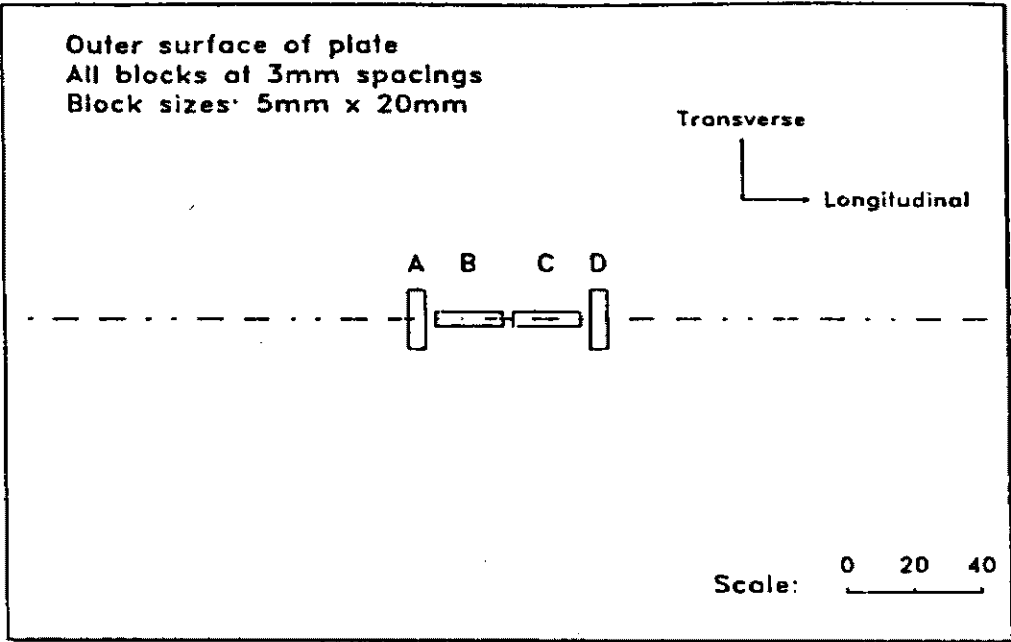 Outer surface of plate
All blocks at 3mm spacings
Block sizes· 5mm x 20mm
Transverse
Longitudinal
A B C D
0 20 40
Scale: